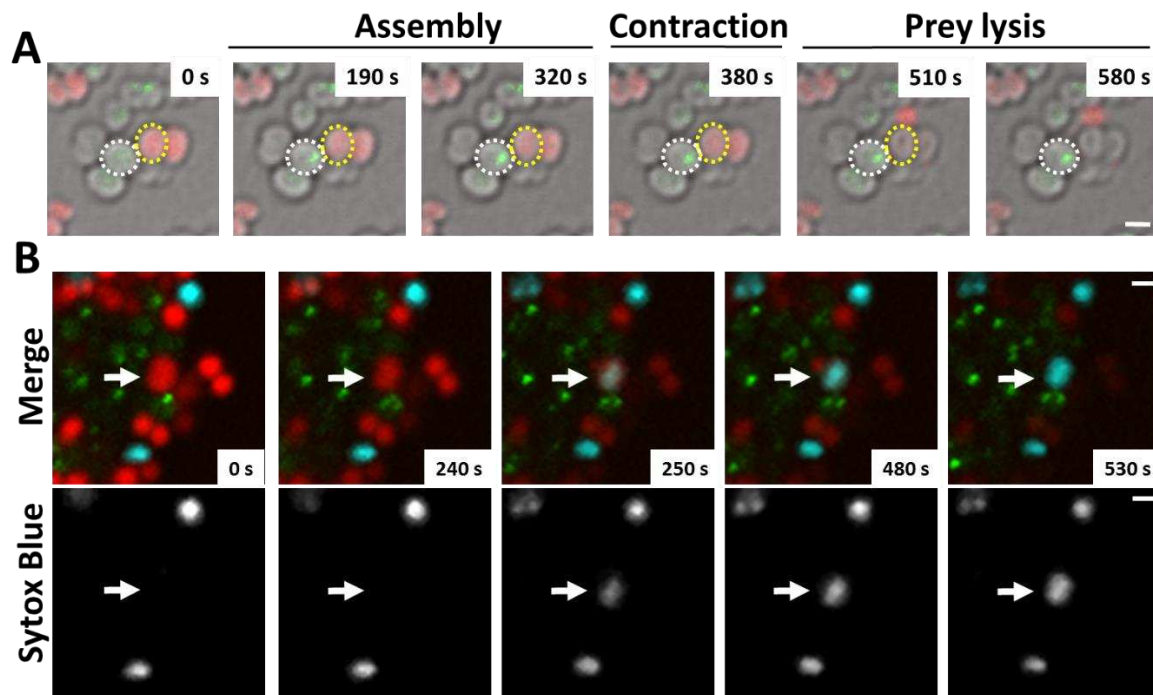 Assembly Contraction Prey lysis
A
0 s 190 s 320 s 380 s 510 s 580 s
B
Merge
0 s 240 s 250 s 480 s 530 s
Sytox Blue